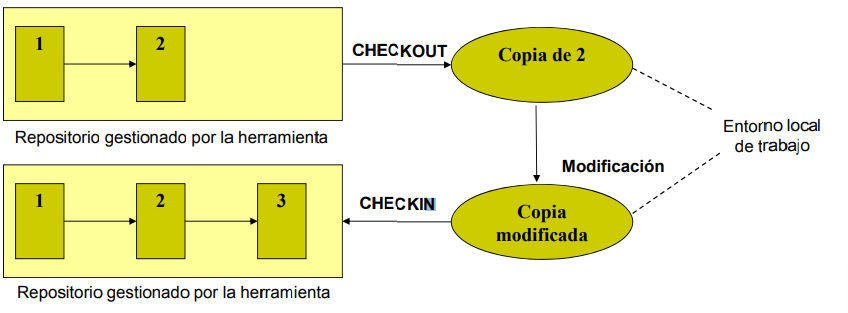 1
2
CHECKOUT
Copia de 2
Repositorio gestionado por la herramienta
Entorno local
de trabajo
Modificación
1
2
3
CHECKIN
Copia
modificada
Repositorio gestionado por la herramienta